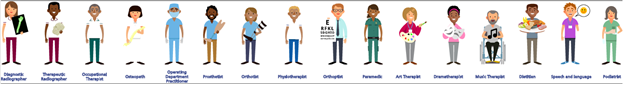 E
RFKL
Diagnostic
Radiographer
Therapeutic
Radiographer
Occupational
Therapist
Osteopath
Operating
Department
Practitioner
Prosthetist
Orthotist
Physiotherapist
Orthoptist
Paramedic
Art Therapist
Dramatherapist
Music Therapist
Dietitian
Speech and language
Podiatrist